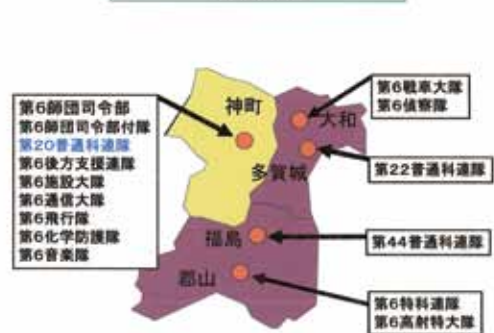 第6師団司令部
第6師団司令部付隊
第20普通科連隊
第6後方支援連隊
第6施設大隊
第6通信大隊
第6飛行隊
第6化学防護隊
第6音楽隊
神町
大和
多賀城
福島
郡山
第6戦車大隊
第6偵察隊
第22普通科連隊
第44普通科連隊
第6特科連隊
第6高射特大隊